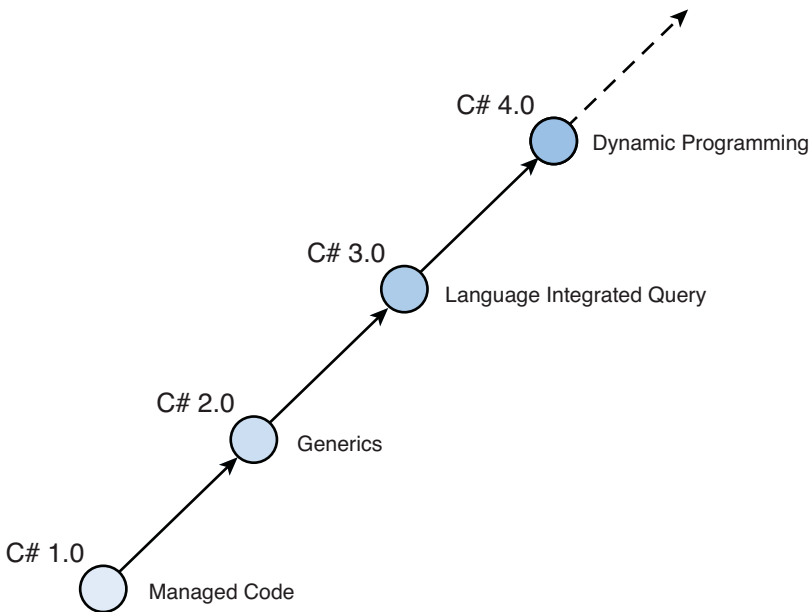 C# 4.0
Dynamic Programming
C# 3.0
Language Integrated Query
C# 2.0
Generics
C# 1.0
Managed Code